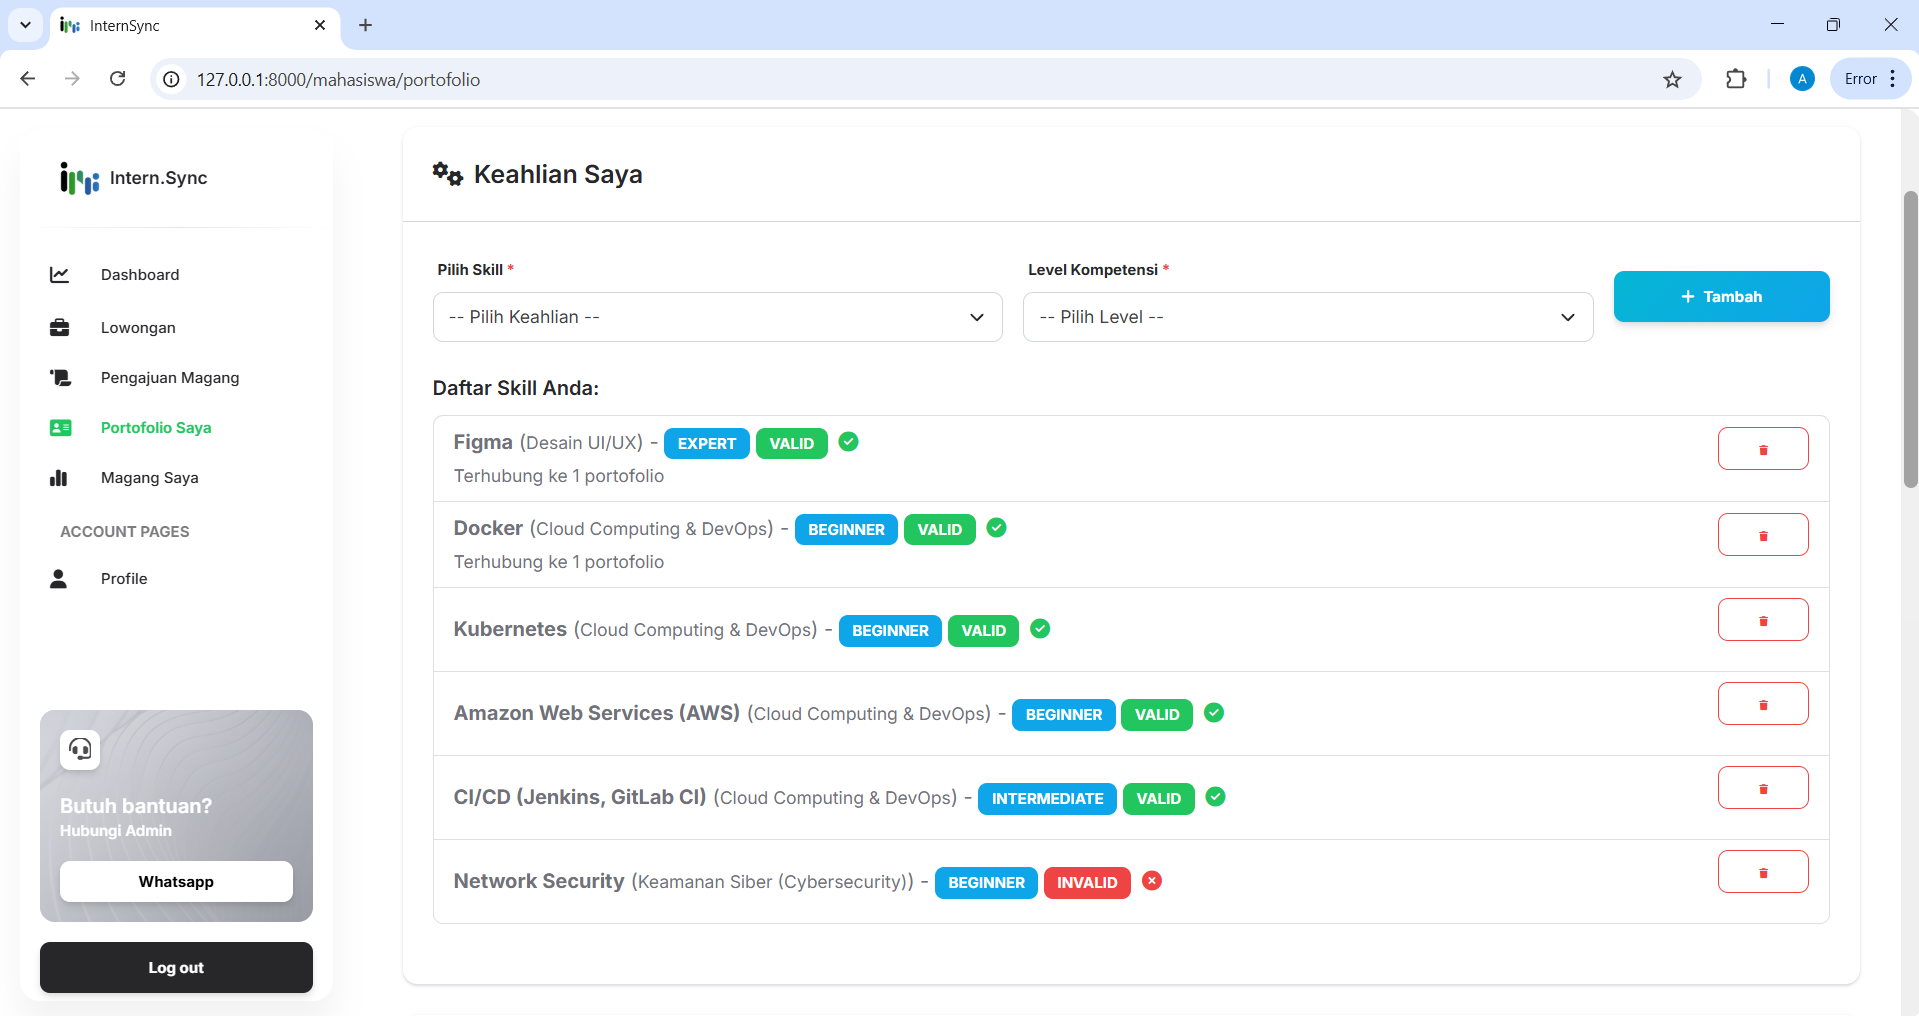 InternSync
127.0.0.1:8000/mahasiswa/portofolio
A
Error
Intern.Sync
Dashboard
Lowongan
Pengajuan Magang
Portofolio Saya
Magang Saya
ACCOUNT PAGES
Profile
Butuh bantuan?
Hubungi Admin
Whatsapp
Log out
Keahlian Saya
Pilih Skill *
-- Pilih Keahlian --
Level Kompetensi *
-- Pilih Level --
+ Tambah
Daftar Skill Anda:
Figma (Desain UI/UX) - EXPERT VALID
Terhubung ke 1 portofolio
Docker (Cloud Computing & DevOps) - BEGINNER VALID
Terhubung ke 1 portofolio
Kubernetes (Cloud Computing & DevOps) - BEGINNER VALID
Amazon Web Services (AWS) (Cloud Computing & DevOps) - BEGINNER VALID
CI/CD (Jenkins, GitLab CI) (Cloud Computing & DevOps) - INTERMEDIATE VALID
Network Security (Keamanan Siber (Cybersecurity)) - BEGINNER INVALID